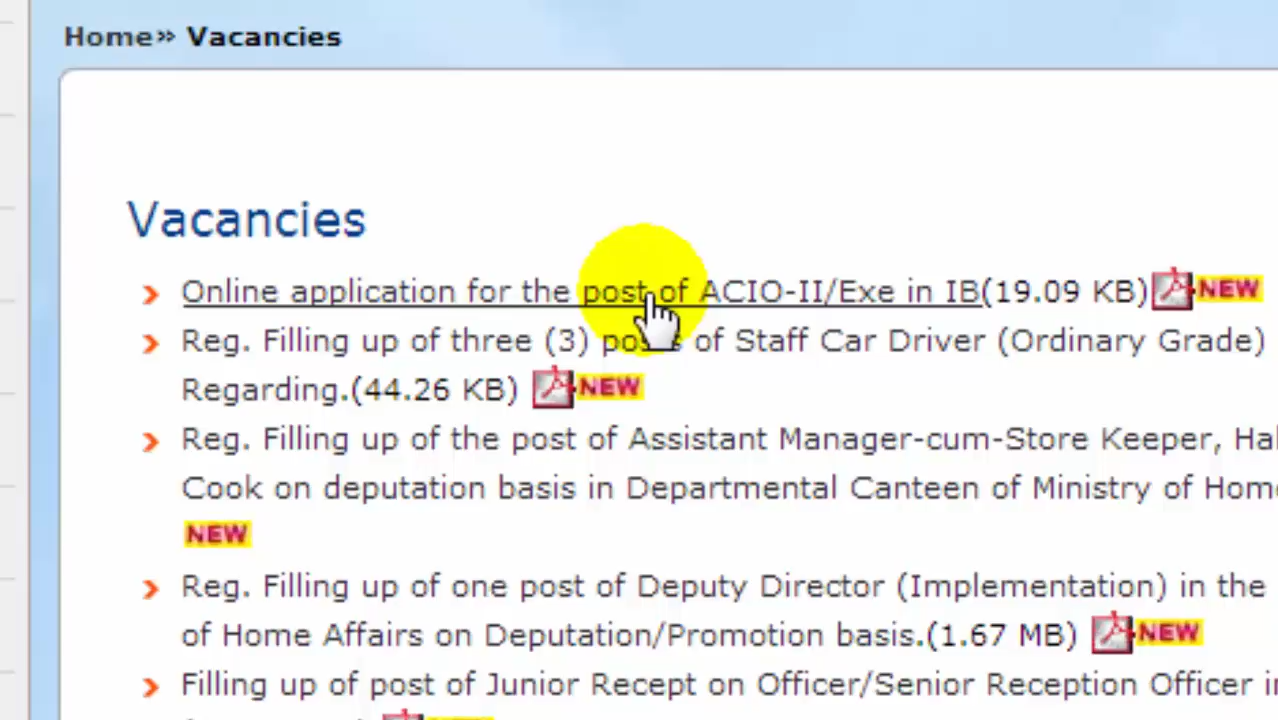 Home» Vacancies
Vacancies
Online application for the post of ACIO-II/Exe in IB(19.09 KB) NEW
Reg. Filling up of three (3) posts of Staff Car Driver (Ordinary Grade)
Regarding.(44.26 KB) NEW
Reg. Filling up of the post of Assistant Manager-cum-Store Keeper, Hal
Cook on deputation basis in Departmental Canteen of Ministry of Home
NEW
Reg. Filling up of one post of Deputy Director (Implementation) in the
of Home Affairs on Deputation/Promotion basis.(1.67 MB) NEW
Filling up of post of Junior Recept on Officer/Senior Reception Officer in